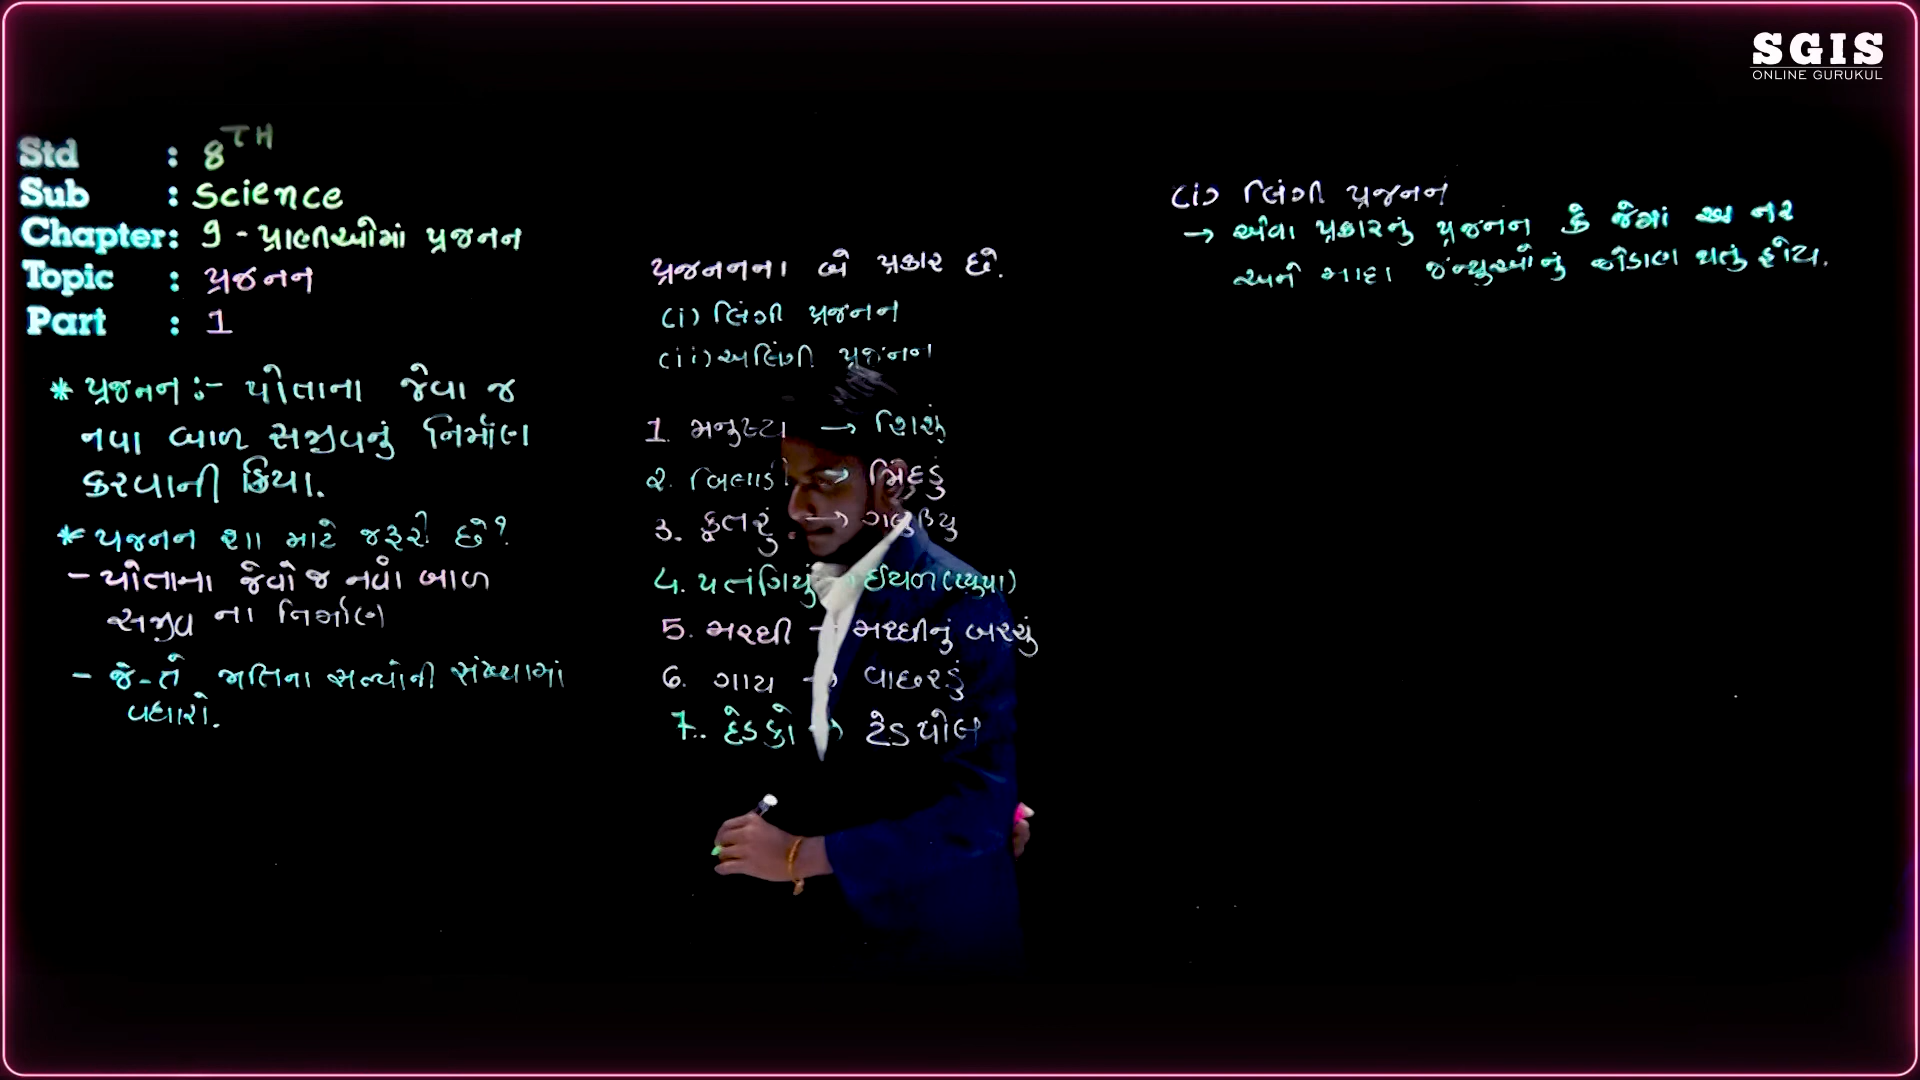 SGIS
ONLINE GURUKUL
Std : 8TH
Sub : Science
Chapter: 9 - પ્રાણીઓમાં પ્રજનન
Topic : પ્રજનન
Part : 1
* પ્રજનન :- પોતાના જેવા જ
નવા બાળ સજીવનું નિર્માણ
કરવાની ક્રિયા.
* પ્રજનન શા માટે જરૂરી છે?
- પોતાના જેવો જ નવાં બાળ
સજીવ ના નિર્માણ
- જે-તે જાતિના સભ્યોની સંખ્યામાં
વધારો.
પ્રજનનના બે પ્રકાર છે.
(i) લિંગી પ્રજનન
(ii) અલિંગી પ્રજનન
1. મનુષ્ય → શિશું
2. બિલાડી → મિંદડું
3. કૂતરું → ગલુડિયુ
4. પતંગિયું → ઈયળ (પ્યુપા)
5. મરઘી → મરઘીનું બચ્ચું
6. ગાય → વાછરડું
7. દેડકો → ટેડપોલ
(i) લિંગી પ્રજનન
→ એવા પ્રકારનું પ્રજનન કે જેમાં નર
અને માદા જન્યુઓનું જોડાણ થતું હોય.